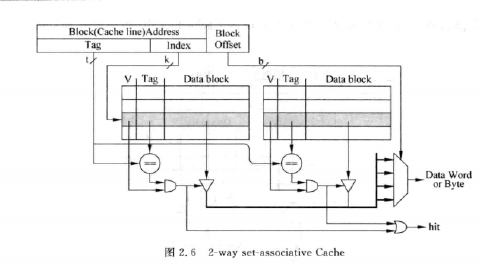 Block(Cache line)Address
Block
Offset
Tag
Index
t
k
b
V
Tag
Data block
V
Tag
Data block
==
==
Data Word
or Byte
hit
图 2.6 2-way set-associative Cache